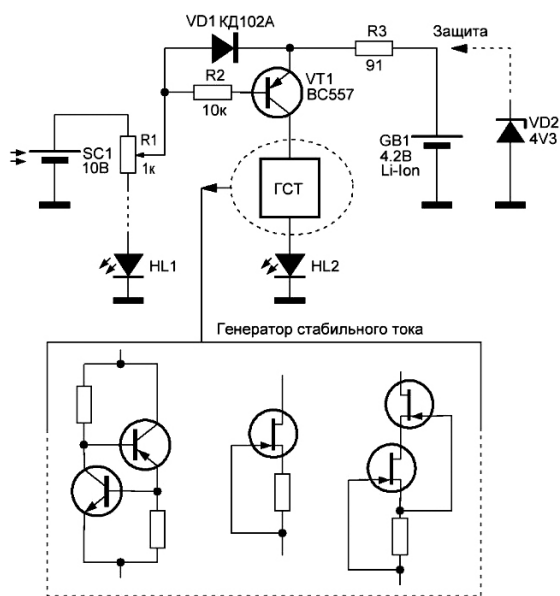 VD1 КД102А
R3
91
Защита
R2
10к
VT1
BC557
VD2
4V3
SC1
10В
R1
1к
GB1
4.2В
Li-Ion
ГСТ
HL1
HL2
Генератор стабильного тока